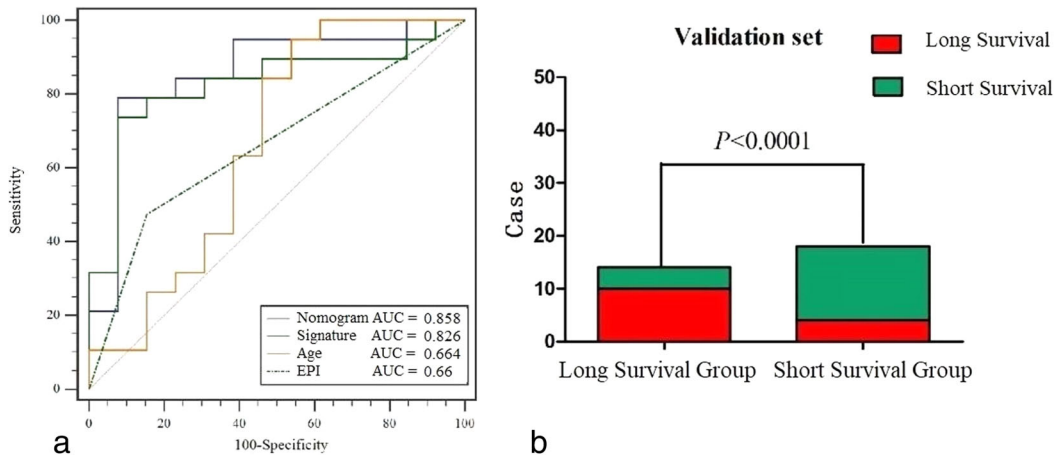 100
80
60
40
20
0
Sensitivity
0 20 40 60 80 100
100-Specificity
Nomogram AUC = 0.858
Signature AUC = 0.826
Age AUC = 0.664
EPI AUC = 0.66
a
Validation set
Long Survival
Short Survival
50
40
30
20
10
0
Case
P<0.0001
Long Survival Group Short Survival Group
b